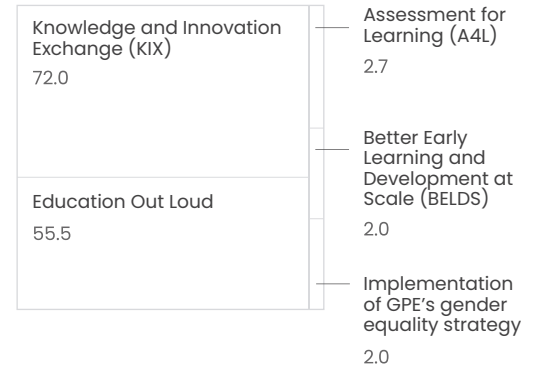 Knowledge and Innovation
Exchange (KIX)
72.0
Education Out Loud
55.5
Assessment for
Learning (A4L)
2.7
Better Early
Learning and
Development at
Scale (BELDS)
2.0
Implementation
of GPE’s gender
equality strategy
2.0